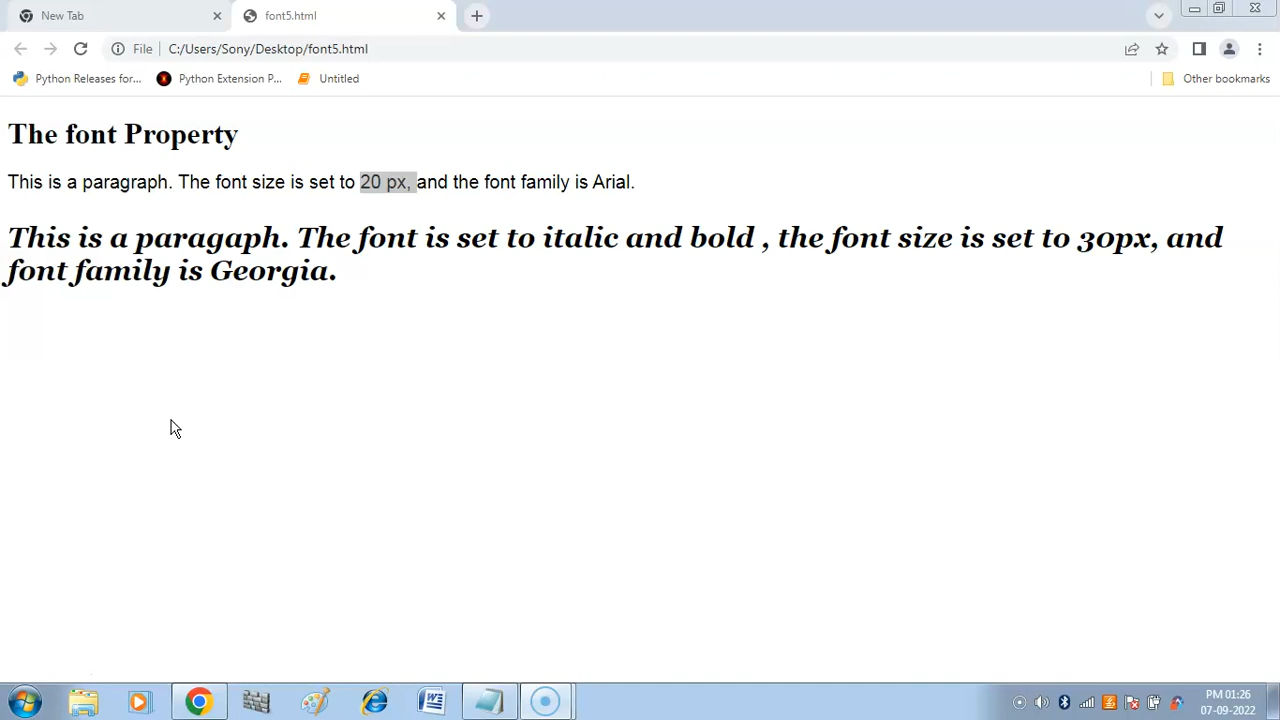 New Tab
font5.html
File
C:/Users/Sony/Desktop/font5.html
Python Releases for...
Python Extension P...
Untitled
Other bookmarks
The font Property
This is a paragraph. The font size is set to 20 px, and the font family is Arial.
This is a paragaph. The font is set to italic and bold , the font size is set to 30px, and
font family is Georgia.
PM 01:26
07-09-2022